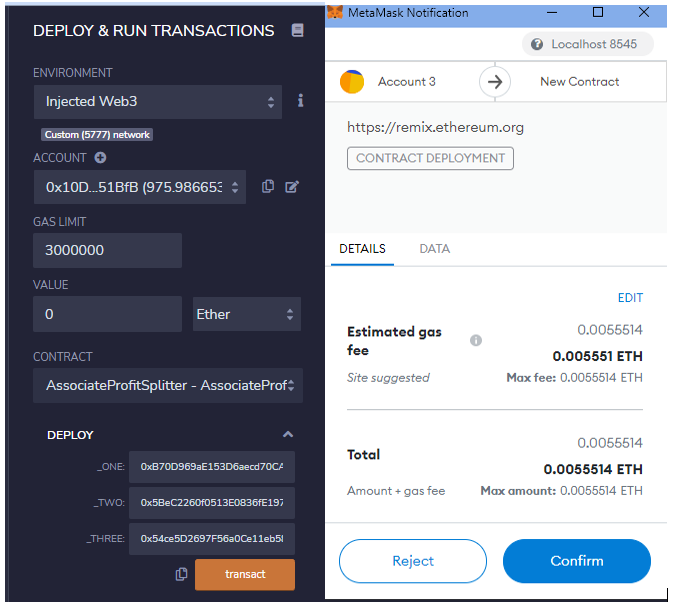 DEPLOY & RUN TRANSACTIONS
ENVIRONMENT
Injected Web3
Custom (5777) network
ACCOUNT
0x10D...51BfB (975.986653
GAS LIMIT
3000000
VALUE
0
Ether
CONTRACT
AssociateProfitSplitter - AssociateProf
DEPLOY
_ONE: 0xB70D969aE153D6aecd70CA
_TWO: 0x5BeC2260f0513E0836fE197
_THREE: 0x54ce5D2697F56a0Ce11eb5
transact
MetaMask Notification
Localhost 8545
Account 3
New Contract
https://remix.ethereum.org
CONTRACT DEPLOYMENT
DETAILS
DATA
EDIT
Estimated gas fee
0.0055514
0.005551 ETH
Site suggested
Max fee: 0.0055514 ETH
Total
0.0055514
0.0055514 ETH
Amount + gas fee
Max amount: 0.0055514 ETH
Reject
Confirm